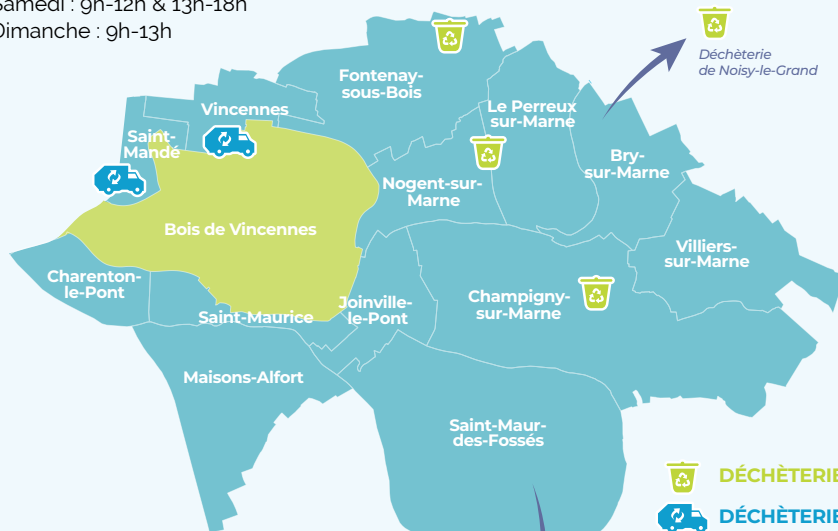 Samedi : 9h-12h & 13h-18h
Dimanche : 9h-13h
Déchèterie
de Noisy-le-Grand
Fontenay-
sous-Bois
Vincennes
Le Perreux
sur-Marne
Saint-
Mandé
Bry-
sur-Marne
Nogent-sur-
Marne
Bois de Vincennes
Villiers-
sur-Marne
Charenton-
le-Pont
Joinville-
le-Pont
Champigny-
sur-Marne
Saint-Maurice
Maisons-Alfort
Saint-Maur-
des-Fossés
DÉCHÈTERIE
DÉCHÈTERIE